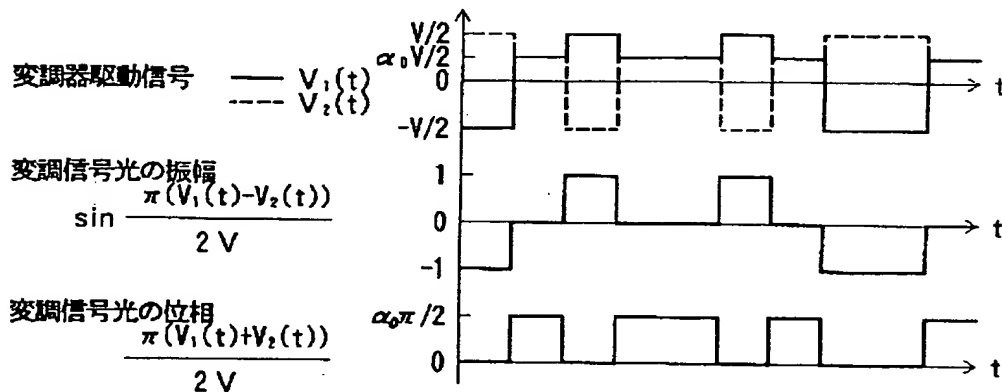 V/2
α₀V/2
変調器駆動信号 V₁(t)
0
t
V₂(t)
-V/2
変調信号光の振幅
1
sin π(V₁(t)-V₂(t))
2V
0
t
-1
変調信号光の位相
α₀π/2
π(V₁(t)+V₂(t))
2V
0
t